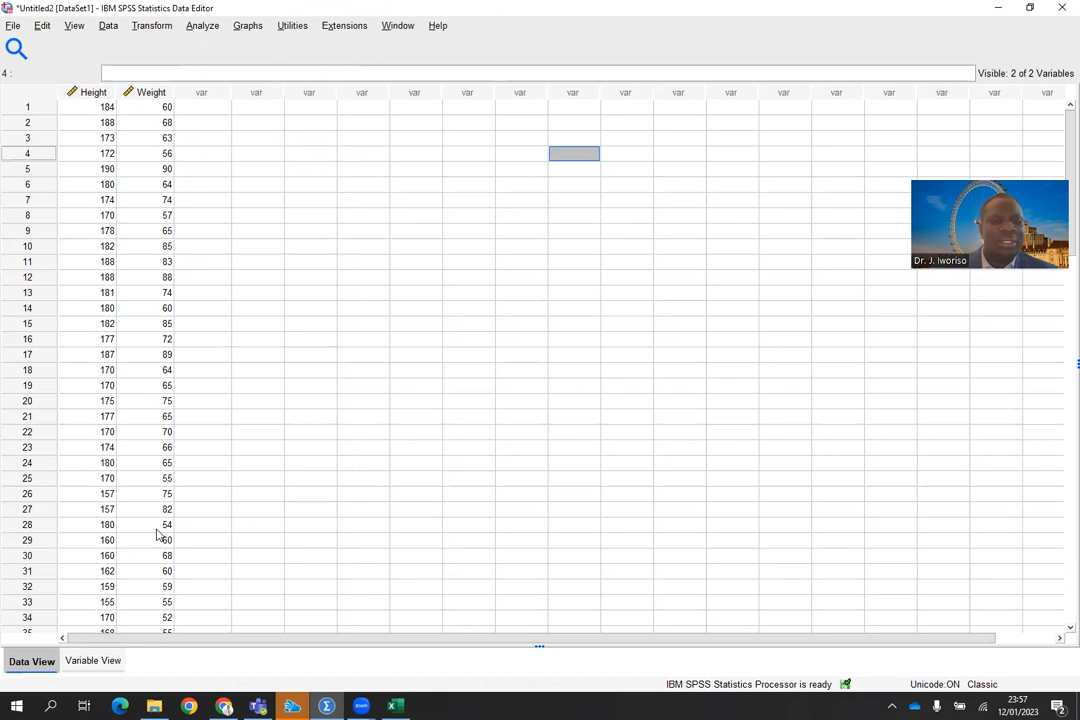 *Untitled2 [DataSet1] - IBM SPSS Statistics Data Editor
File Edit View Data Transform Analyze Graphs Utilities Extensions Window Help
4 : Visible: 2 of 2 Variables
Height Weight var var var var var var var var var var var var var var var var
1 184 60
2 188 68
3 173 63
4 172 56
5 190 90
6 180 64
7 174 74
8 170 57
9 178 65
10 182 85
11 188 83
12 188 88
13 181 74
14 180 60
15 182 85
16 177 72
17 187 89
18 170 64
19 170 65
20 175 75
21 177 65
22 170 70
23 174 66
24 180 65
25 170 55
26 157 75
27 157 82
28 180 54
29 160 60
30 160 68
31 162 60
32 159 59
33 155 55
34 170 52
35 168 55
Dr. J. Iworiso
Data View Variable View
IBM SPSS Statistics Processor is ready Unicode:ON Classic
23:57
12/01/2023
2